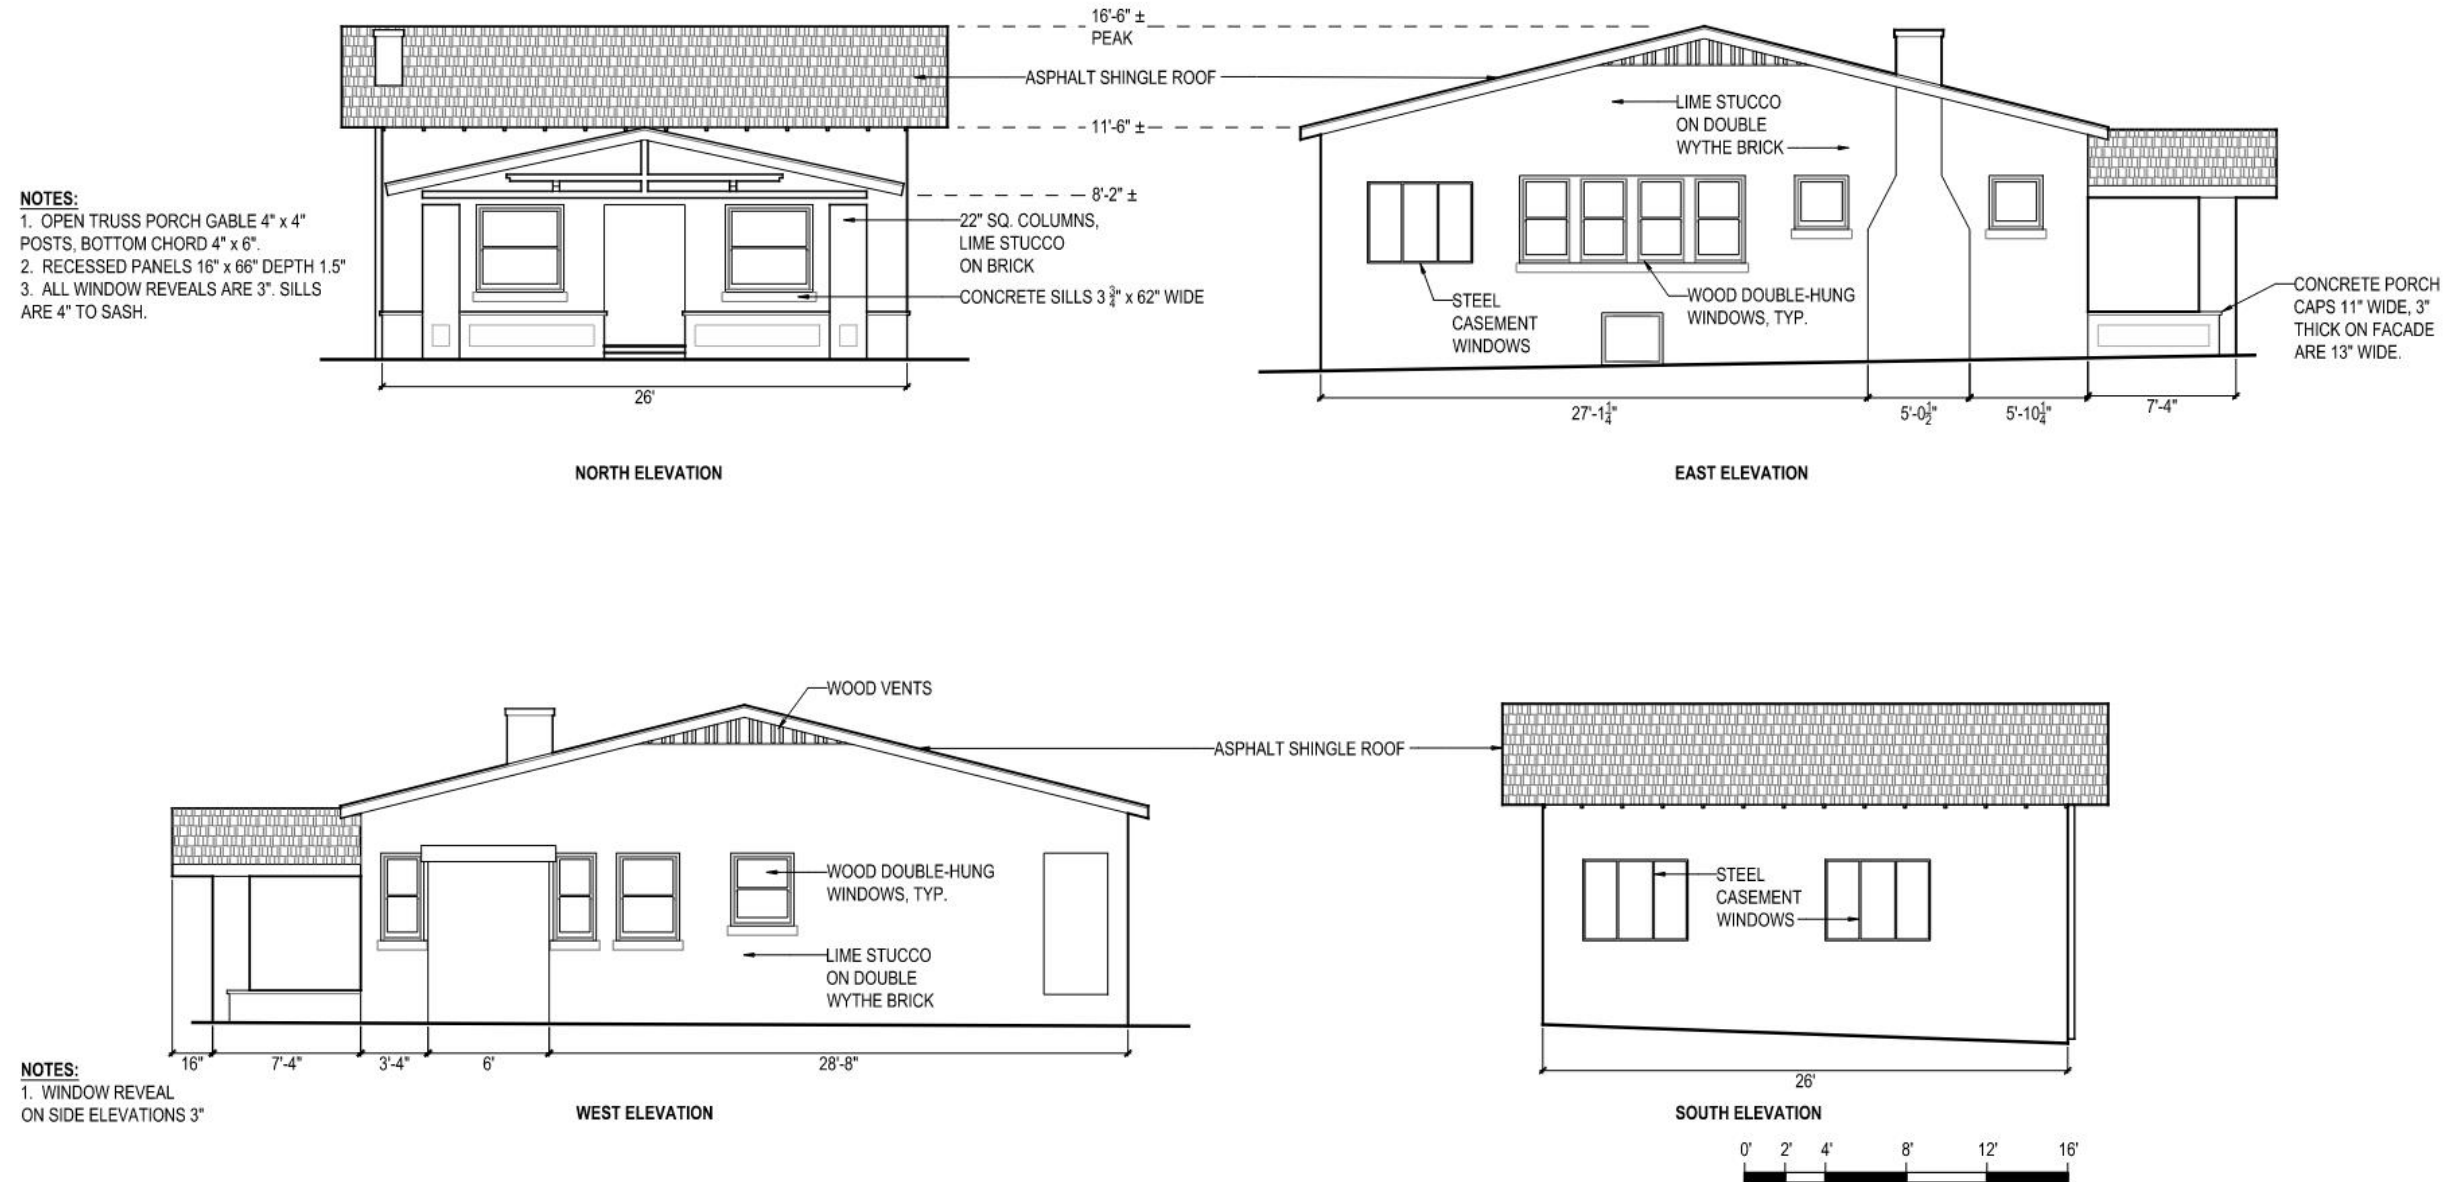 16'-6" ±
PEAK
ASPHALT SHINGLE ROOF
11'-6" ±
8'-2" ±
NOTES:
1. OPEN TRUSS PORCH GABLE 4" x 4"
POSTS, BOTTOM CHORD 4" x 6".
2. RECESSED PANELS 16" x 66" DEPTH 1.5"
3. ALL WINDOW REVEALS ARE 3". SILLS
ARE 4" TO SASH.
22" SQ. COLUMNS,
LIME STUCCO
ON BRICK
CONCRETE SILLS 3 3/4" x 62" WIDE
26'
NORTH ELEVATION
LIME STUCCO
ON DOUBLE
WYTHE BRICK
STEEL
CASEMENT
WINDOWS
WOOD DOUBLE-HUNG
WINDOWS, TYP.
CONCRETE PORCH
CAPS 11" WIDE, 3"
THICK ON FACADE
ARE 13" WIDE.
27'-1 1/4"
5'-0 1/2"
5'-10 1/4"
7'-4"
EAST ELEVATION
WOOD VENTS
ASPHALT SHINGLE ROOF
WOOD DOUBLE-HUNG
WINDOWS, TYP.
LIME STUCCO
ON DOUBLE
WYTHE BRICK
16"
7'-4"
3'-4"
6'
28'-8"
NOTES:
1. WINDOW REVEAL
ON SIDE ELEVATIONS 3"
WEST ELEVATION
STEEL
CASEMENT
WINDOWS
26'
SOUTH ELEVATION
0' 2' 4' 8' 12' 16'